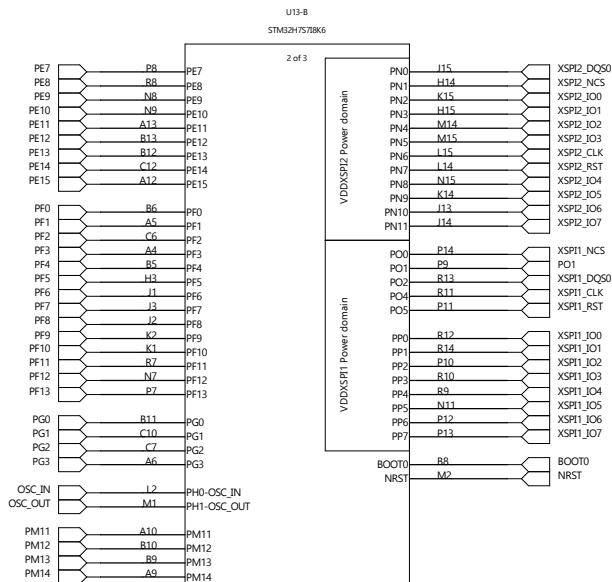 U13-B
STM32H7S7I8K6
2 of 3
PE7 P8 PE7
PE8 R8 PE8
PE9 N8 PE9
PE10 N9 PE10
PE11 A13 PE11
PE12 B13 PE12
PE13 B12 PE13
PE14 C12 PE14
PE15 A12 PE15
PF0 B6 PF0
PF1 A5 PF1
PF2 C6 PF2
PF3 A4 PF3
PF4 B5 PF4
PF5 H3 PF5
PF6 J1 PF6
PF7 J3 PF7
PF8 J2 PF8
PF9 K2 PF9
PF10 K1 PF10
PF11 R7 PF11
PF12 N7 PF12
PF13 P7 PF13
PG0 B11 PG0
PG1 C10 PG1
PG2 C7 PG2
PG3 A6 PG3
OSC_IN L2 PH0-OSC_IN
OSC_OUT M1 PH1-OSC_OUT
PM11 A10 PM11
PM12 B10 PM12
PM13 B9 PM13
PM14 A9 PM14
VDDXSPI2 Power domain
PN0 J15 XSPI2_DQS0
PN1 H14 XSPI2_NCS
PN2 K15 XSPI2_IO0
PN3 H15 XSPI2_IO1
PN4 M14 XSPI2_IO2
PN5 M15 XSPI2_IO3
PN6 L15 XSPI2_CLK
PN7 L14 XSPI2_RST
PN8 N15 XSPI2_IO4
PN9 K14 XSPI2_IO5
PN10 J13 XSPI2_IO6
PN11 J14 XSPI2_IO7
VDDXSPI1 Power domain
PO0 P14 XSPI1_NCS
PO1 P9 PO1
PO2 R13 XSPI1_DQS0
PO4 R11 XSPI1_CLK
PO5 P11 XSPI1_RST
PP0 R12 XSPI1_IO0
PP1 R14 XSPI1_IO1
PP2 P10 XSPI1_IO2
PP3 R10 XSPI1_IO3
PP4 R9 XSPI1_IO4
PP5 N11 XSPI1_IO5
PP6 P12 XSPI1_IO6
PP7 P13 XSPI1_IO7
BOOT0 B8 BOOT0
NRST M2 NRST